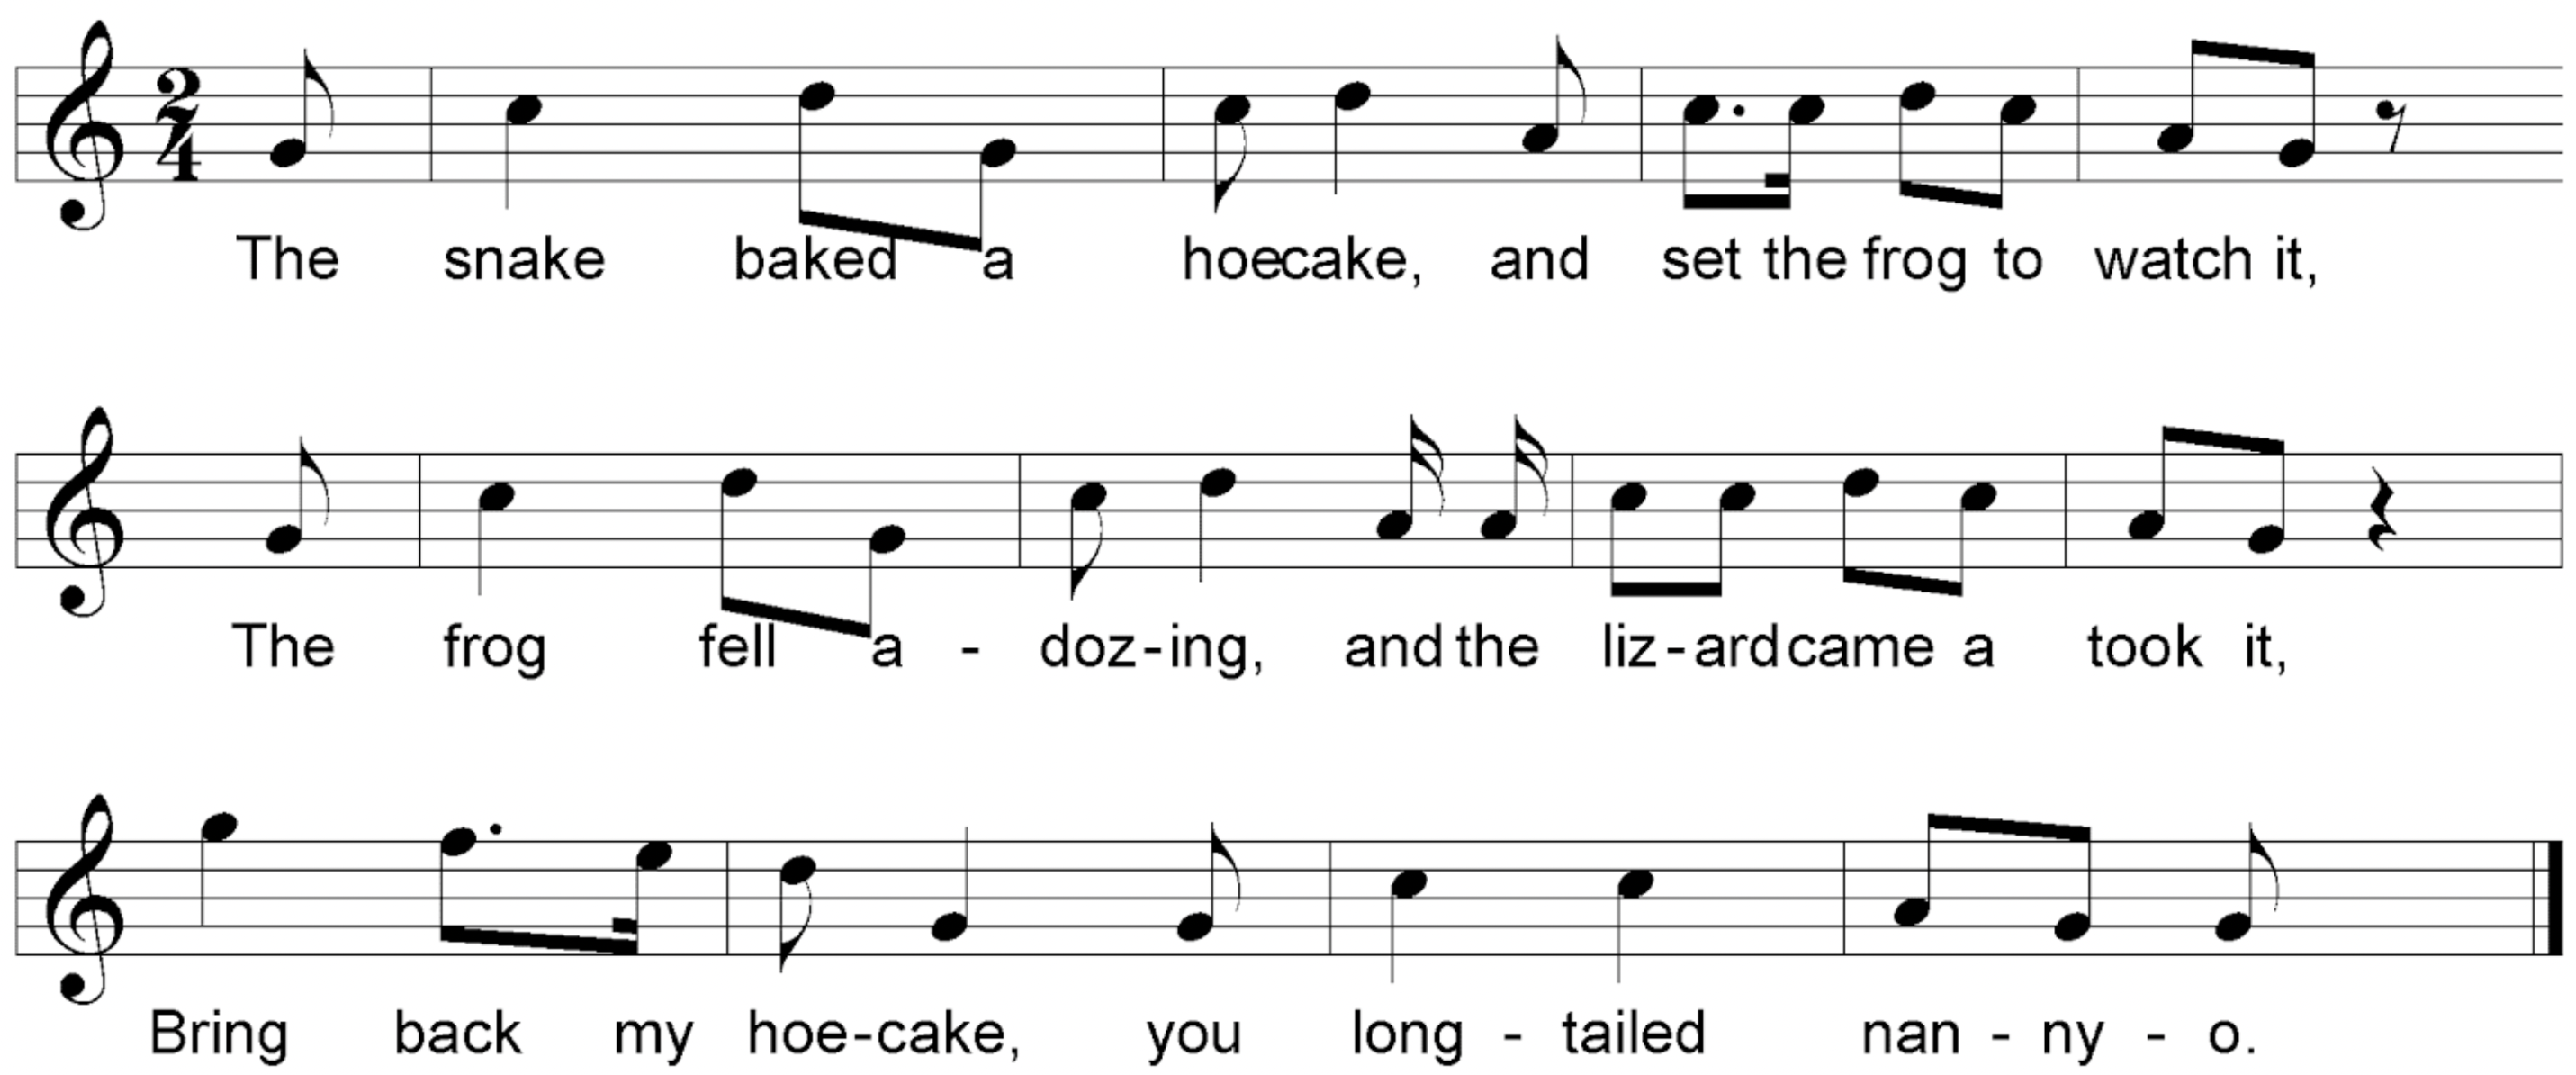 2
4
The snake baked a hoecake, and set the frog to watch it,
The frog fell a - doz-ing, and the liz-ard came a took it,
Bring back my hoe-cake, you long - tailed nan - ny - o.